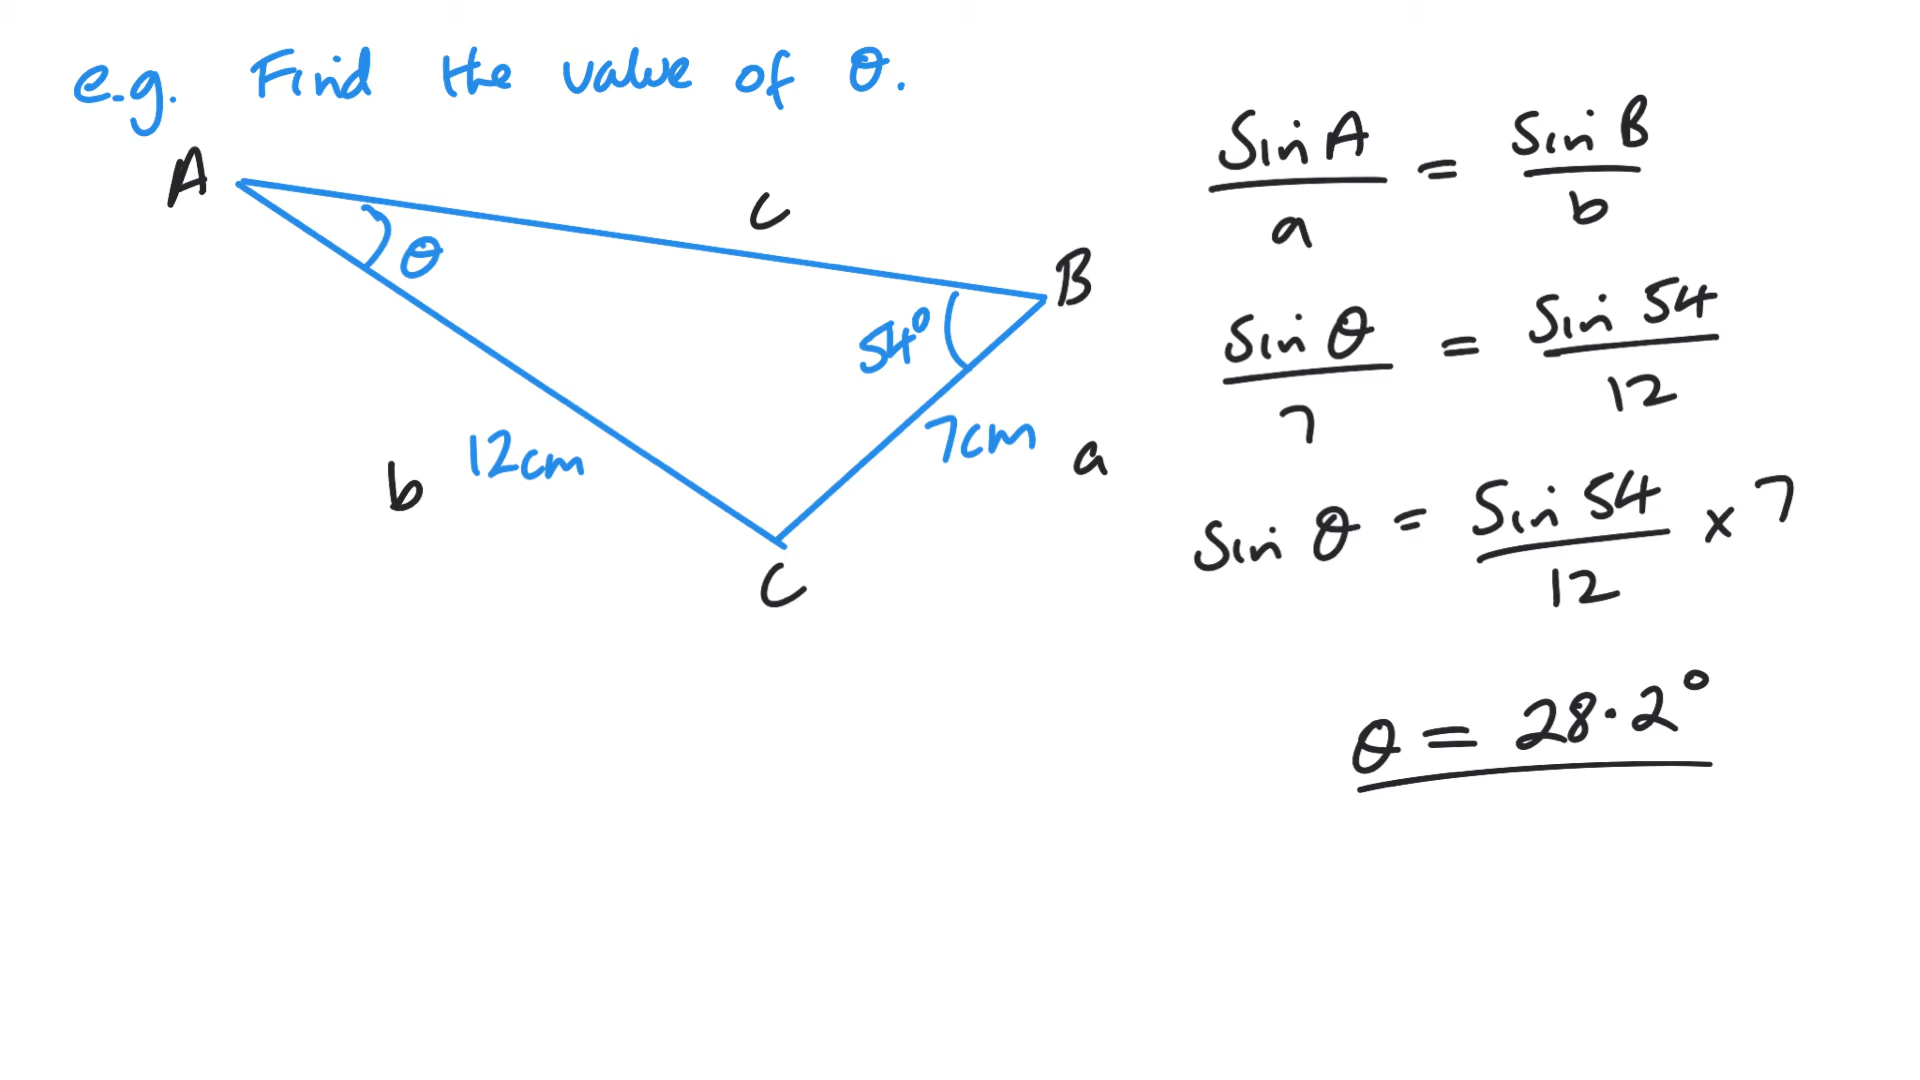 e.g. Find the value of θ.
A
c
θ
B
54°
7cm
a
12cm
b
C
Sin A / a = Sin B / b
Sin θ / 7 = Sin 54 / 12
Sin θ = Sin 54 / 12 × 7
θ = 28.2°